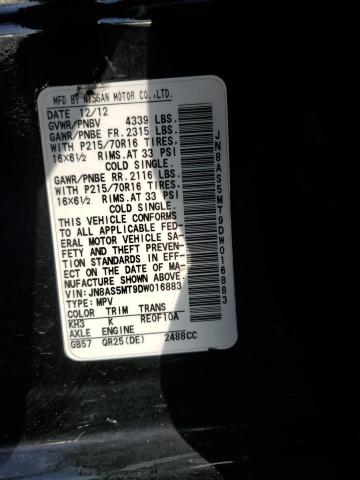 MFD BY NISSAN MOTOR CO.,LTD.
DATE 12/12
GVWR/PNBV 4339 LBS.
GAWR/PNBE FR.2315 LBS.
WITH P215/70R16 TIRES,
16X6½ RIMS.AT 33 PSI
COLD SINGLE.
GAWR/PNBE RR.2116 LBS.
WITH P215/70R16 TIRES,
16X6½ RIMS.AT 33 PSI
COLD SINGLE.
THIS VEHICLE CONFORMS
TO ALL APPLICABLE FED-
ERAL MOTOR VEHICLE SA-
FETY AND THEFT PREVEN-
TION STANDARDS IN EFF-
ECT ON THE DATE OF MA-
NUFACTURE SHOWN ABOVE
VIN:JN8AS5MT9DW016883
TYPE:MPV
COLOR TRIM TRANS
KH3 K RE0F10A
AXLE ENGINE
GB57 QR25(DE) 2488CC
JN8AS5MT9DW016883